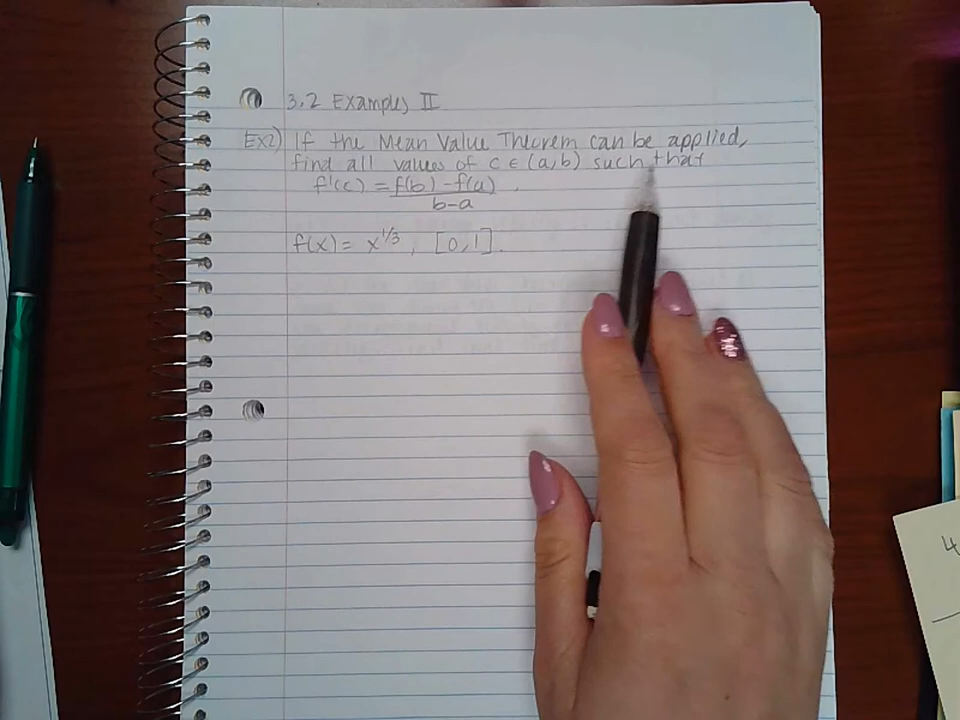 3.2 Examples II
Ex2) If the Mean Value Theorem can be applied,
find all values of c ∈ (a,b) such that
f'(c) = f(b) - f(a)
b-a .
f(x) = x^1/3 , [0,1].
4